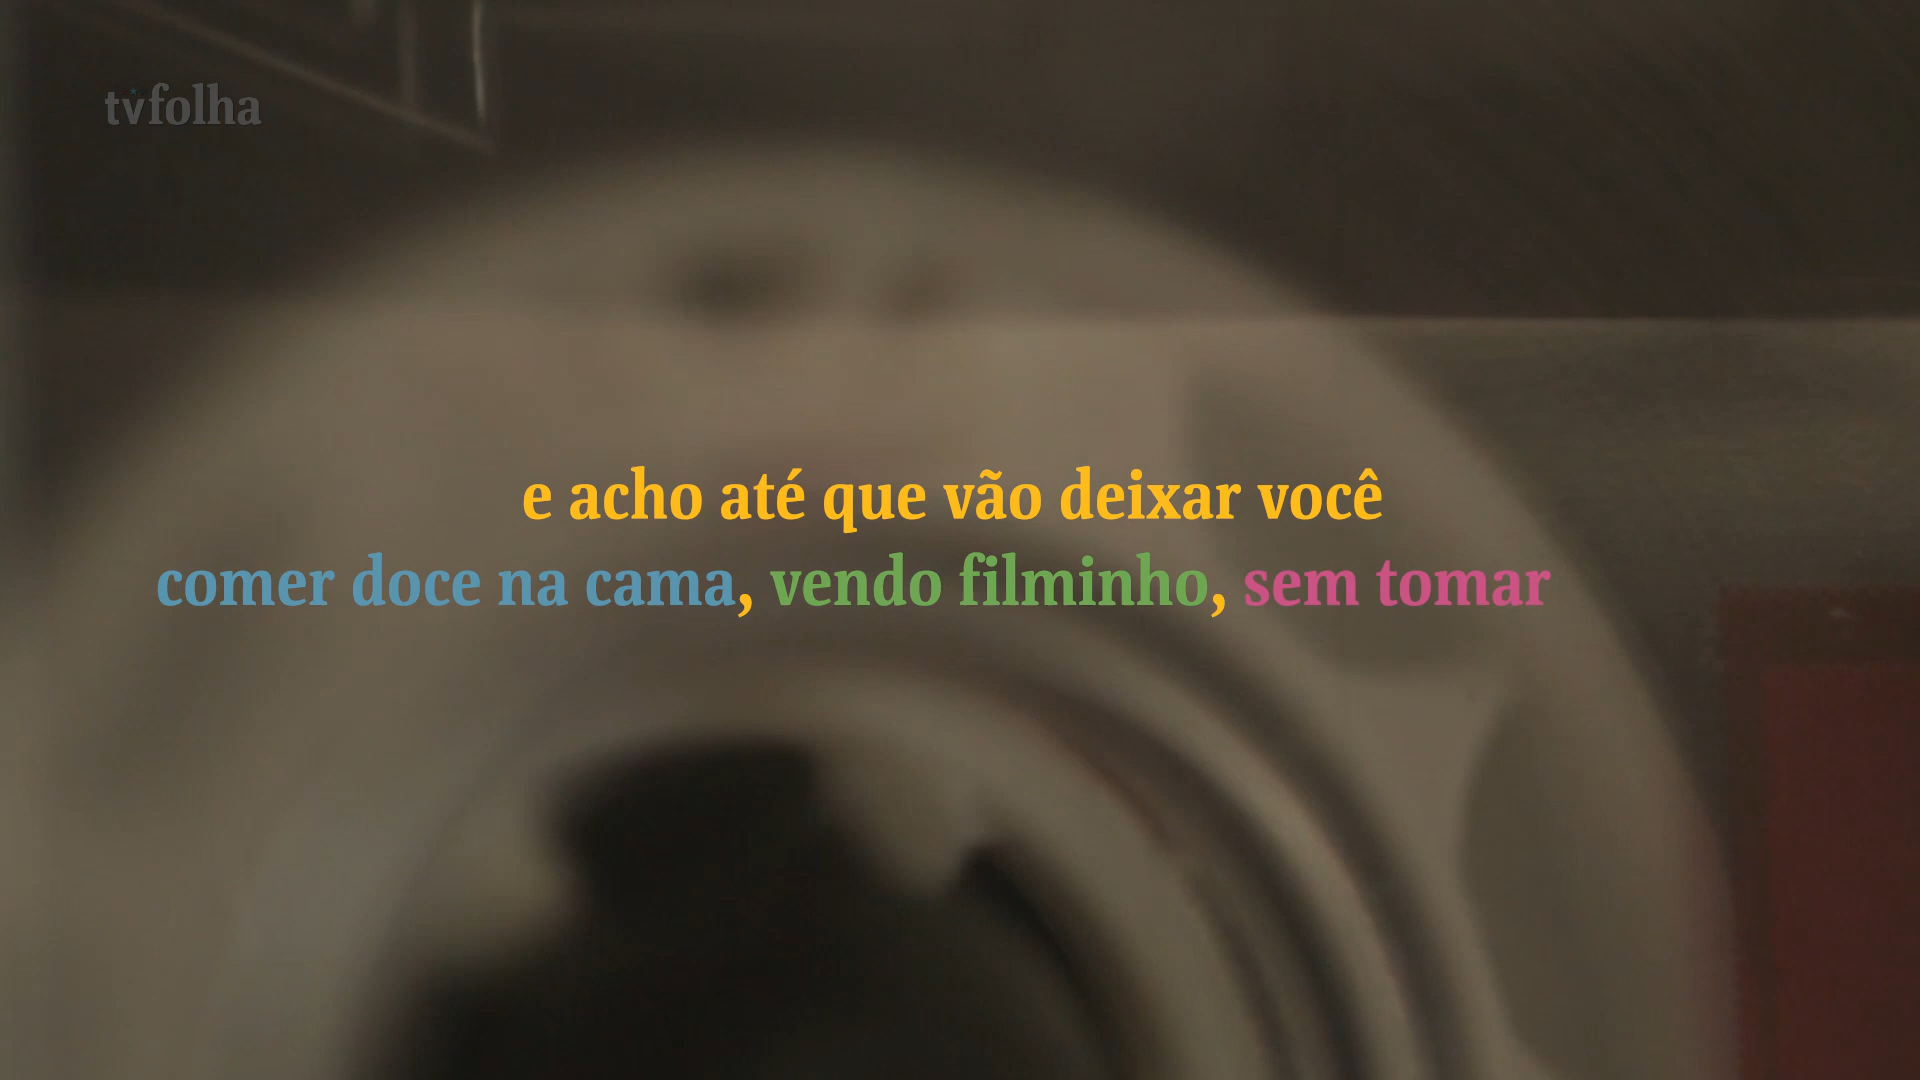 tvfolha
e acho até que vão deixar você
comer doce na cama, vendo filminho, sem tomar